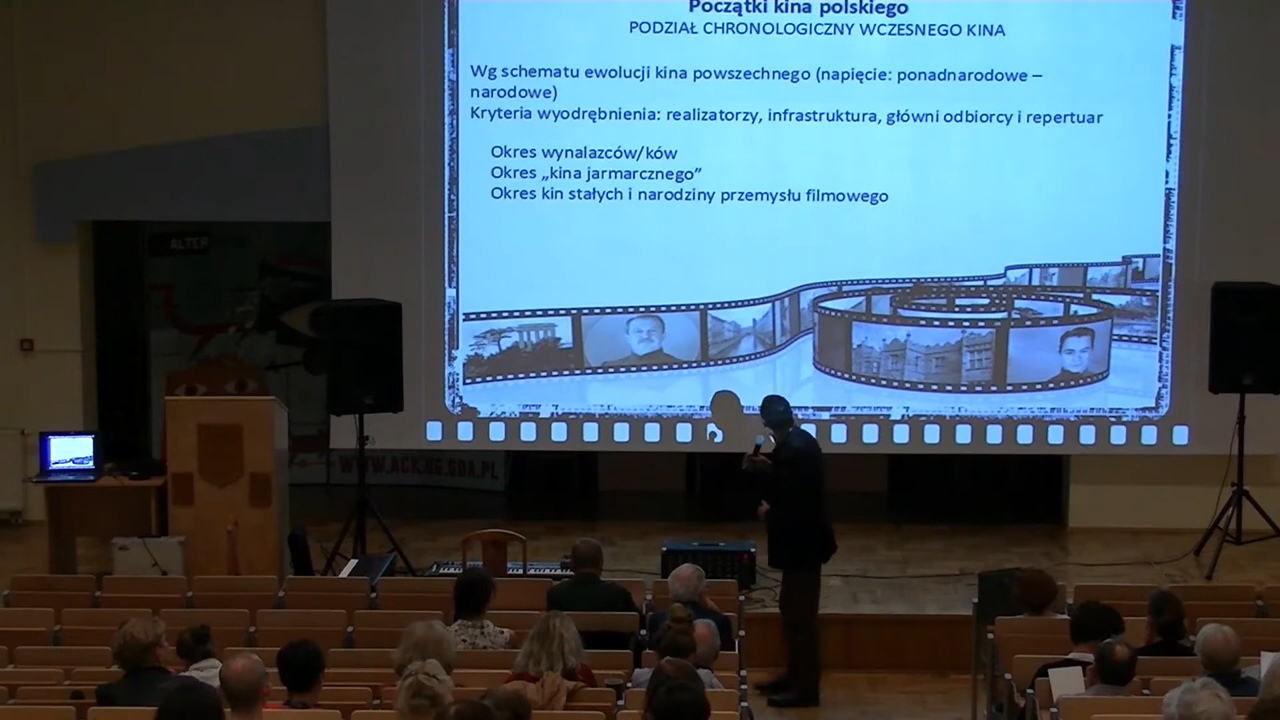 Początki kina polskiego
PODZIAŁ CHRONOLOGICZNY WCZESNEGO KINA
Wg schematu ewolucji kina powszechnego (napięcie: ponadnarodowe –
narodowe)
Kryteria wyodrębnienia: realizatorzy, infrastruktura, główni odbiorcy i repertuar
Okres wynalazców/ków
Okres „kina jarmarcznego”
Okres kin stałych i narodziny przemysłu filmowego
ALTER
WWW.ACK.UG.GDA.PL